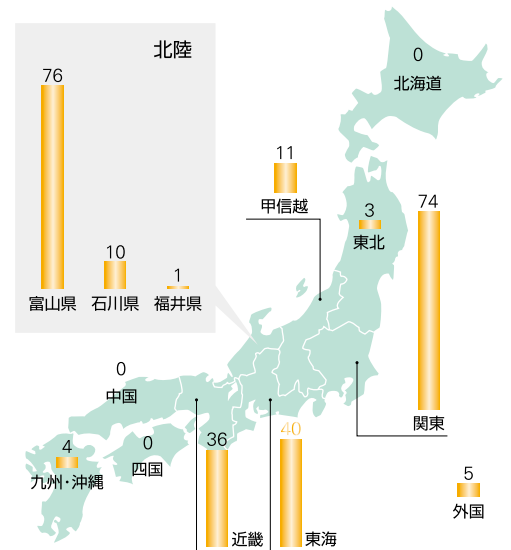 北陸
76
富山県
10
石川県
1
福井県
0
北海道
11
甲信越
3
東北
74
関東
0
中国
0
四国
4
九州・沖縄
36
近畿
40
東海
5
外国